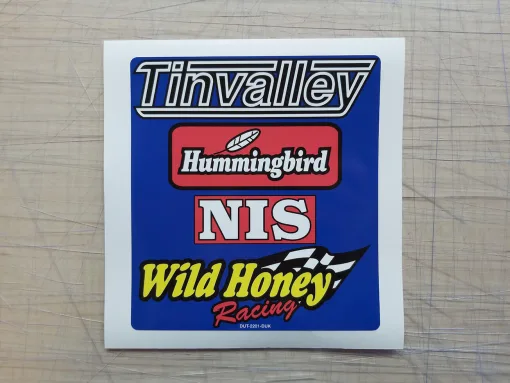 Tinvalley
Hummingbird
NIS
Wild Honey
Racing
DUT-2201-DUK